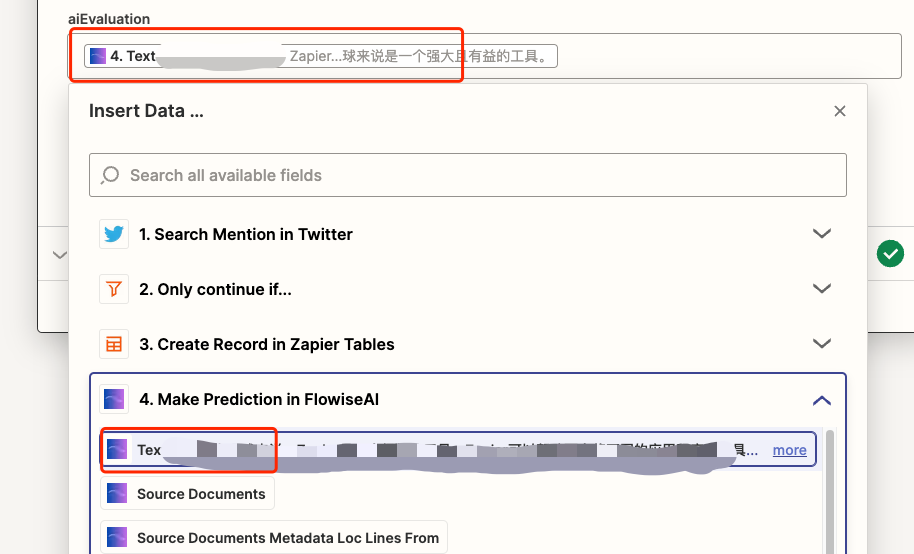 aiEvaluation
4. Text Zapier...球来说是一个强大且有益的工具。
Insert Data ...
Search all available fields
1. Search Mention in Twitter
2. Only continue if...
3. Create Record in Zapier Tables
4. Make Prediction in FlowiseAI
Tex 具... more
Source Documents
Source Documents Metadata Loc Lines From